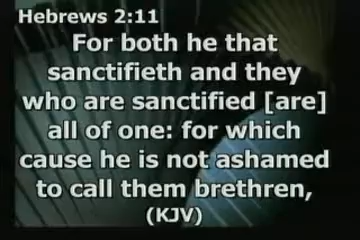 Hebrews 2:11
For both he that
sanctifieth and they
who are sanctified [are]
all of one: for which
cause he is not ashamed
to call them brethren,
(KJV)